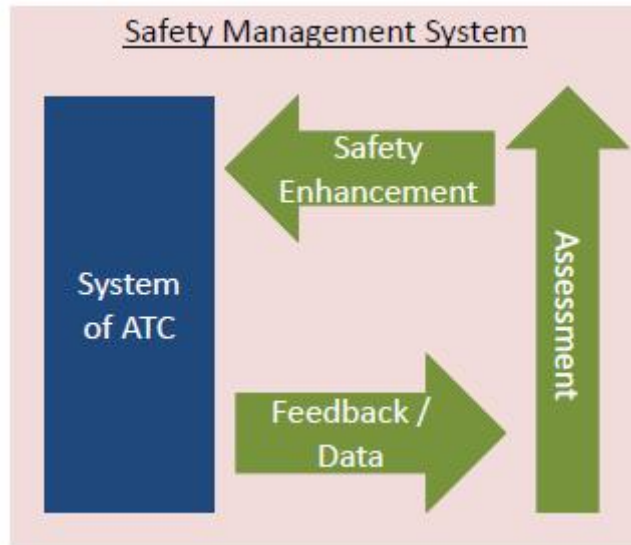 Safety Management System
Safety
Enhancement
System
of ATC
Assessment
Feedback /
Data